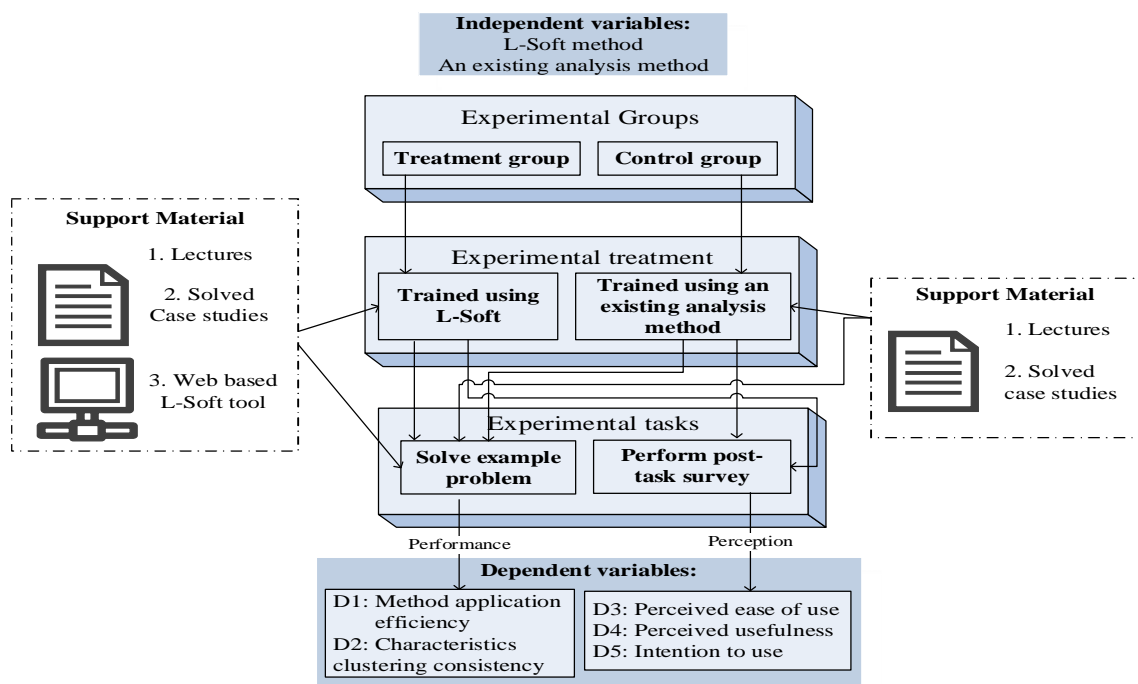 Independent variables:
L-Soft method
An existing analysis method
Experimental Groups
Treatment group
Control group
Support Material
1. Lectures
2. Solved
Case studies
3. Web based
L-Soft tool
Experimental treatment
Trained using
L-Soft
Trained using an
existing analysis
method
Support Material
1. Lectures
2. Solved
case studies
Experimental tasks
Solve example
problem
Perform post-
task survey
Performance
Perception
Dependent variables:
D1: Method application
efficiency
D2: Characteristics
clustering consistency
D3: Perceived ease of use
D4: Perceived usefulness
D5: Intention to use